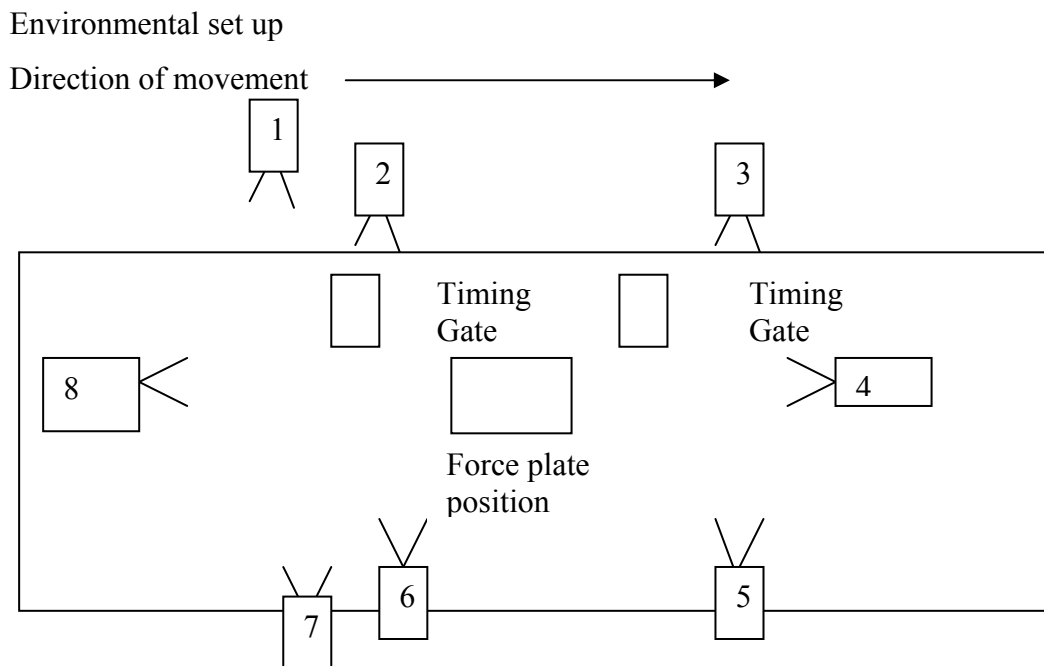 Environmental set up
Direction of movement
1
2
3
Timing
Gate
Timing
Gate
8
4
Force plate
position
6
5
7